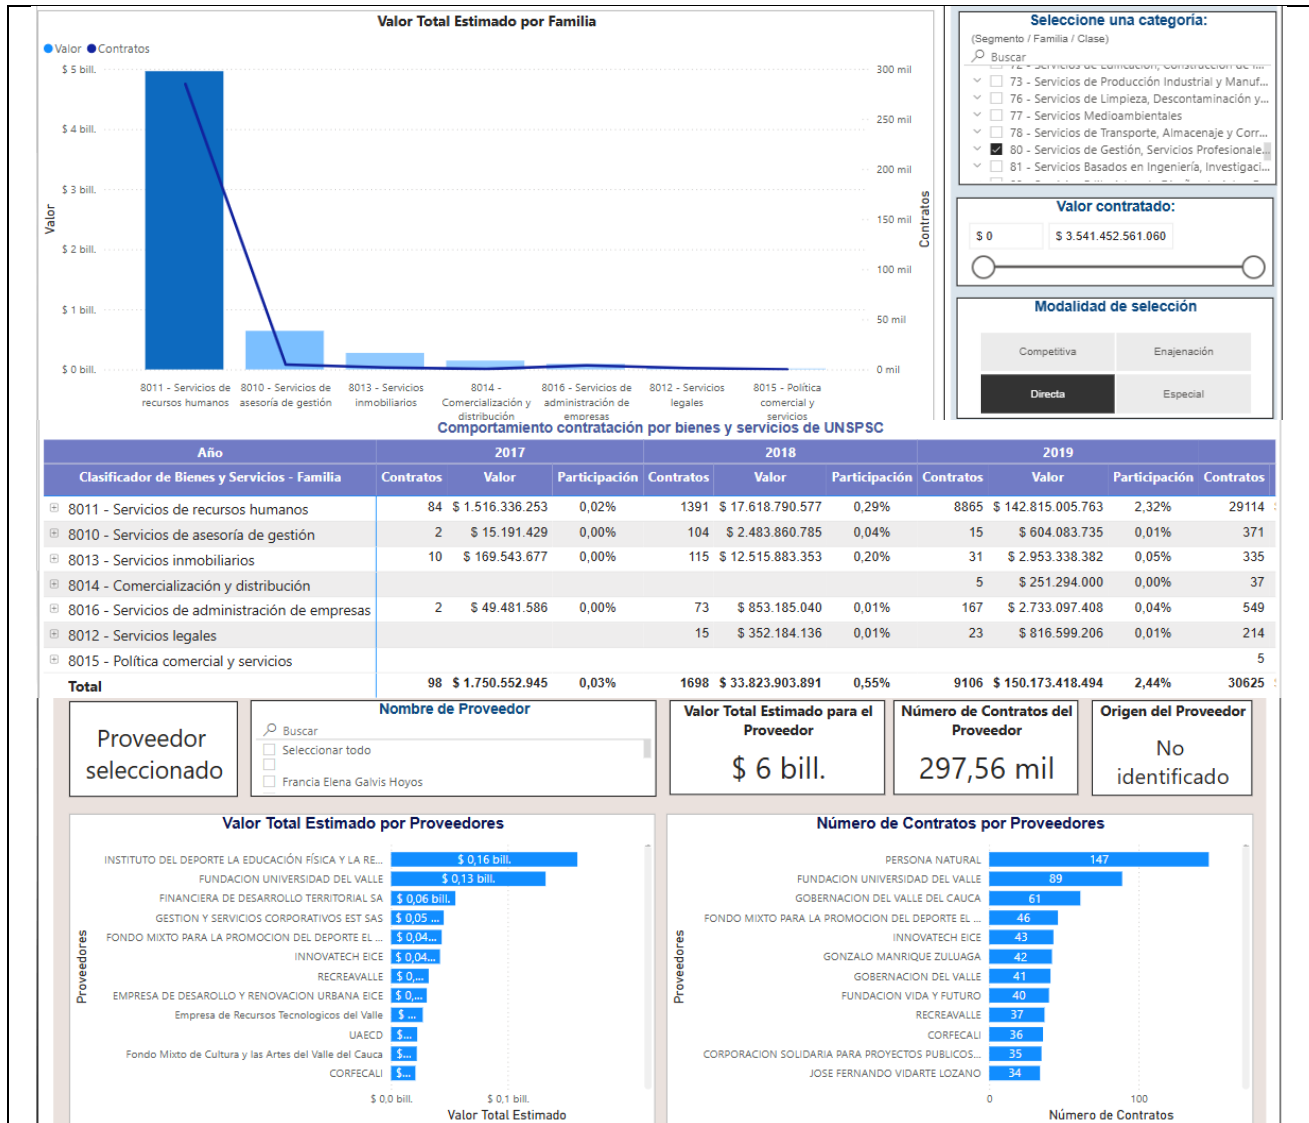 Valor Total Estimado por Familia
Valor Contratos
$ 5 bill.
$ 4 bill.
$ 3 bill.
$ 2 bill.
$ 1 bill.
$ 0 bill.
Valor
300 mil
250 mil
200 mil
150 mil
100 mil
50 mil
0 mil
Contratos
8011 - Servicios de recursos humanos
8010 - Servicios de asesoría de gestión
8013 - Servicios inmobiliarios
8014 - Comercialización y distribución
8016 - Servicios de administración de empresas
8012 - Servicios legales
8015 - Política comercial y servicios
Seleccione una categoría:
(Segmento / Familia / Clase)
Buscar
72 - Servicios de Edificación, Construcción de I...
73 - Servicios de Producción Industrial y Manuf...
76 - Servicios de Limpieza, Descontaminación y...
77 - Servicios Medioambientales
78 - Servicios de Transporte, Almacenaje y Corr...
80 - Servicios de Gestión, Servicios Profesionale...
81 - Servicios Basados en Ingeniería, Investigaci...
Valor contratado:
$ 0 $ 3.541.452.561.060
Modalidad de selección
Competitiva Enajenación
Directa Especial
Comportamiento contratación por bienes y servicios de UNSPSC
Año 2017 2018 2019
Clasificador de Bienes y Servicios - Familia Contratos Valor Participación Contratos Valor Participación Contratos Valor Participación Contratos
8011 - Servicios de recursos humanos 84 $ 1.516.336.253 0,02% 1391 $ 17.618.790.577 0,29% 8865 $ 142.815.005.763 2,32% 29114
8010 - Servicios de asesoría de gestión 2 $ 15.191.429 0,00% 104 $ 2.483.860.785 0,04% 15 $ 604.083.735 0,01% 371
8013 - Servicios inmobiliarios 10 $ 169.543.677 0,00% 115 $ 12.515.883.353 0,20% 31 $ 2.953.338.382 0,05% 335
8014 - Comercialización y distribución 5 $ 251.294.000 0,00% 37
8016 - Servicios de administración de empresas 2 $ 49.481.586 0,00% 73 $ 853.185.040 0,01% 167 $ 2.733.097.408 0,04% 549
8012 - Servicios legales 15 $ 352.184.136 0,01% 23 $ 816.599.206 0,01% 214
8015 - Política comercial y servicios 5
Total 98 $ 1.750.552.945 0,03% 1698 $ 33.823.903.891 0,55% 9106 $ 150.173.418.494 2,44% 30625
Proveedor seleccionado
Nombre de Proveedor
Buscar
Seleccionar todo
Francia Elena Galvis Hoyos
Valor Total Estimado para el Proveedor
$ 6 bill.
Número de Contratos del Proveedor
297,56 mil
Origen del Proveedor
No identificado
Valor Total Estimado por Proveedores
Proveedores
INSTITUTO DEL DEPORTE LA EDUCACIÓN FÍSICA Y LA RE... $ 0,16 bill.
FUNDACION UNIVERSIDAD DEL VALLE $ 0,13 bill.
FINANCIERA DE DESARROLLO TERRITORIAL SA $ 0,06 bill.
GESTION Y SERVICIOS CORPORATIVOS EST SAS $ 0,05 ...
FONDO MIXTO PARA LA PROMOCION DEL DEPORTE EL ... $ 0,04...
INNOVATECH EICE $ 0,04...
RECREAVALLE $ 0,...
EMPRESA DE DESAROLLO Y RENOVACION URBANA EICE $ 0,...
Empresa de Recursos Tecnologicos del Valle $ ...
UAECD $...
Fondo Mixto de Cultura y las Artes del Valle del Cauca $...
CORFECALI $...
$ 0,0 bill. $ 0,1 bill.
Valor Total Estimado
Número de Contratos por Proveedores
Proveedores
PERSONA NATURAL 147
FUNDACION UNIVERSIDAD DEL VALLE 89
GOBERNACION DEL VALLE DEL CAUCA 61
FONDO MIXTO PARA LA PROMOCION DEL DEPORTE EL ... 46
INNOVATECH EICE 43
GONZALO MANRIQUE ZULUAGA 42
GOBERNACION DEL VALLE 41
FUNDACION VIDA Y FUTURO 40
RECREAVALLE 37
CORFECALI 36
CORPORACION SOLIDARIA PARA PROYECTOS PUBLICOS... 35
JOSE FERNANDO VIDARTE LOZANO 34
0 100
Número de Contratos